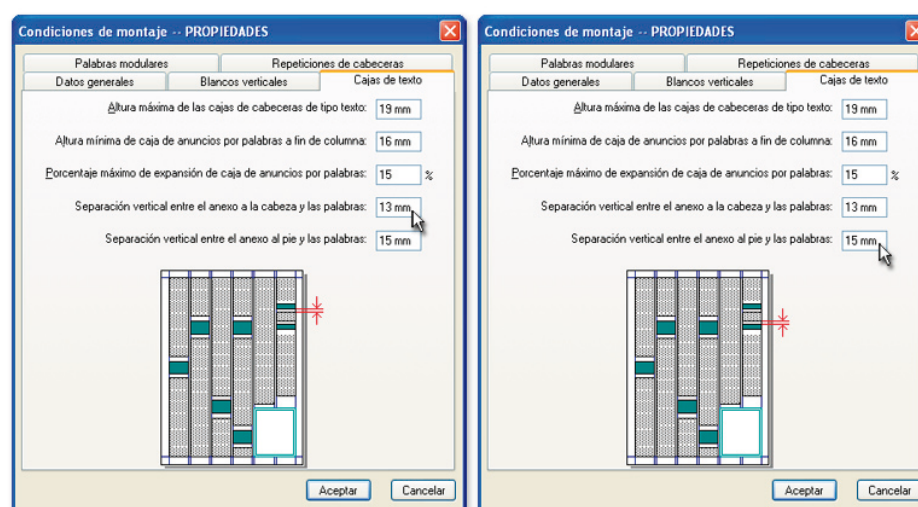 Condiciones de montaje -- PROPIEDADES
Palabras modulares
Repeticiones de cabeceras
Datos generales
Blancos verticales
Cajas de texto
Altura máxima de las cajas de cabeceras de tipo texto: 19 mm
Altura mínima de caja de anuncios por palabras a fin de columna: 16 mm
Porcentaje máximo de expansión de caja de anuncios por palabras: 15 %
Separación vertical entre el anexo a la cabeza y las palabras: 13 mm
Separación vertical entre el anexo al pie y las palabras: 15 mm
Aceptar
Cancelar
Condiciones de montaje -- PROPIEDADES
Palabras modulares
Repeticiones de cabeceras
Datos generales
Blancos verticales
Cajas de texto
Altura máxima de las cajas de cabeceras de tipo texto: 19 mm
Altura mínima de caja de anuncios por palabras a fin de columna: 16 mm
Porcentaje máximo de expansión de caja de anuncios por palabras: 15 %
Separación vertical entre el anexo a la cabeza y las palabras: 13 mm
Separación vertical entre el anexo al pie y las palabras: 15 mm
Aceptar
Cancelar